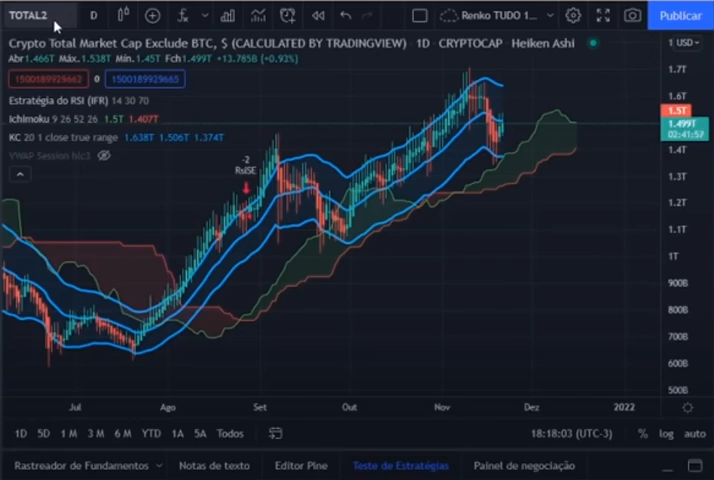 TOTAL2 D Renko TUDO 1... Publicar
Crypto Total Market Cap Exclude BTC, $ (CALCULATED BY TRADINGVIEW) · 1D · CRYPTOCAP · Heiken Ashi
1 USD
Abr1.466T Máx.1.538T Mín.1.45T Fch1.499T +13.785B (+0.93%)
1500189929662 0 1500189929665
Estratégia do RSI (IFR) 14 30 70
Ichimoku 9 26 52 26 1.5T 1.407T
KC 20 1 close true range 1.638T 1.506T 1.374T
VWAP Session hlc3
-2
RsiSE
1.7T
1.6T
1.5T
1.499T
02:41:57
1.4T
1.3T
1.2T
1.1T
1T
900B
800B
700B
600B
500B
Jul Ago Set Out Nov Dez 2022
1D 5D 1M 3M 6M YTD 1A 5A Todos 18:18:03 (UTC-3) % log auto
Rastreador de Fundamentos Notas de texto Editor Pine Teste de Estratégias Painel de negociação